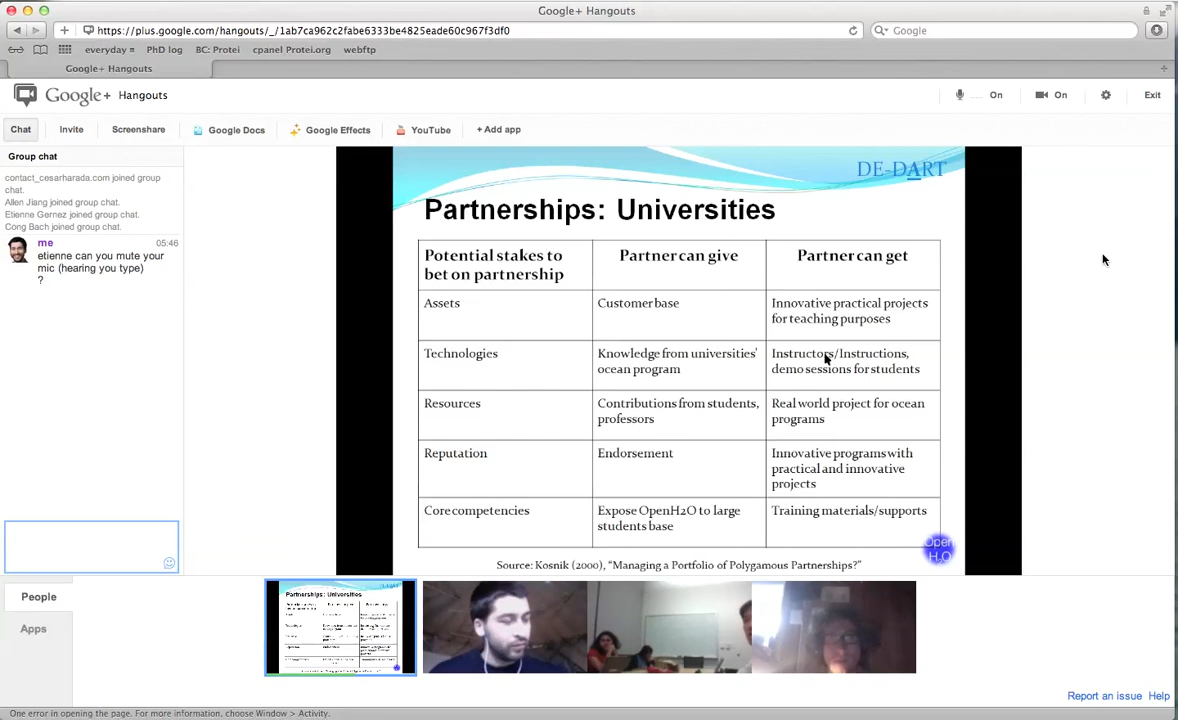 Google+ Hangouts
https://plus.google.com/hangouts/_/1ab7ca962c2fabe6333be4825eade60c967f3df0
Google
everyday
PhD log
BC: Protei
cpanel Protei.org
webftp
Google+ Hangouts
Google+ Hangouts
On
On
Exit
Chat
Invite
Screenshare
Google Docs
Google Effects
YouTube
+ Add app
Group chat
contact_cesarharada.com joined group
chat.
Allen Jiang joined group chat.
Etienne Gernez joined group chat.
Cong Bach joined group chat.
me 05:46
etienne can you mute your
mic (hearing you type)
?
DE-DART
Partnerships: Universities
Potential stakes to
bet on partnership
Partner can give
Partner can get
Assets
Customer base
Innovative practical projects
for teaching purposes
Technologies
Knowledge from universities'
ocean program
Instructors/Instructions,
demo sessions for students
Resources
Contributions from students,
professors
Real world project for ocean
programs
Reputation
Endorsement
Innovative programs with
practical and innovative
projects
Core competencies
Expose OpenH2O to large
students base
Training materials/supports
Open
H2O
Source: Kosnik (2000), "Managing a Portfolio of Polygamous Partnerships?"
People
Apps
Partnerships: Universities
Report an issue
Help
One error in opening the page. For more information, choose Window > Activity.